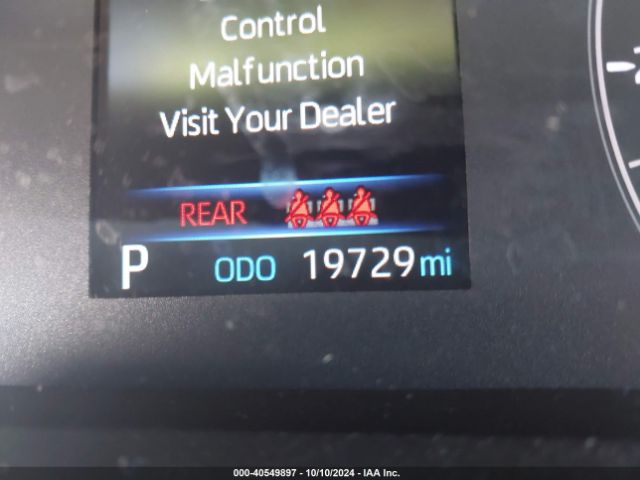 Control
Malfunction
Visit Your Dealer
REAR
P ODO 19729 mi
000-40549897 - 10/10/2024 - IAA Inc.